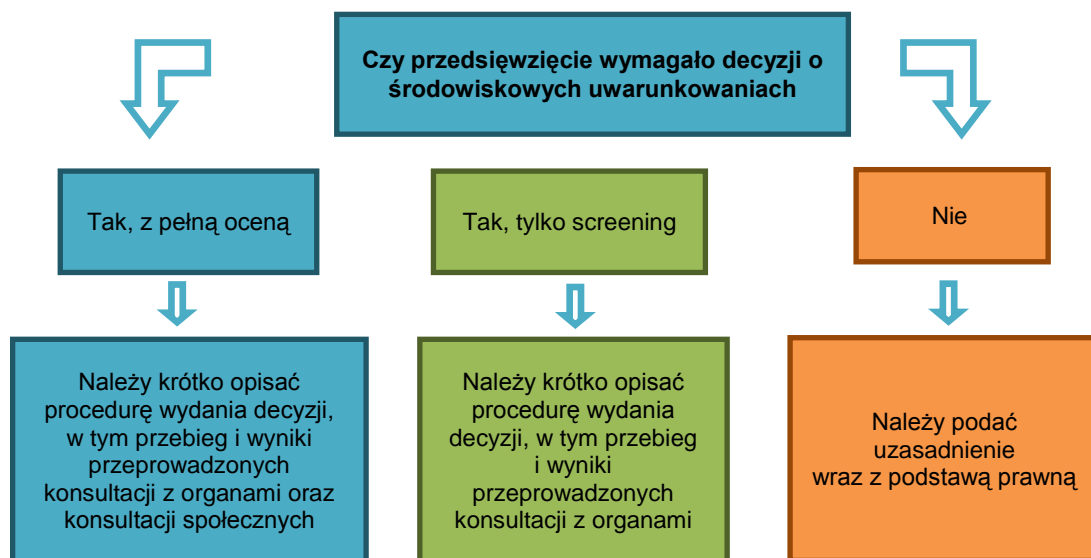 Czy przedsięwzięcie wymagało decyzji o
środowiskowych uwarunkowaniach
Tak, z pełną oceną
Tak, tylko screening
Nie
Należy krótko opisać
procedurę wydania decyzji,
w tym przebieg i wyniki
przeprowadzonych
konsultacji z organami oraz
konsultacji społecznych
Należy krótko opisać
procedurę wydania
decyzji, w tym przebieg
i wyniki
przeprowadzonych
konsultacji z organami
Należy podać
uzasadnienie
wraz z podstawą prawną